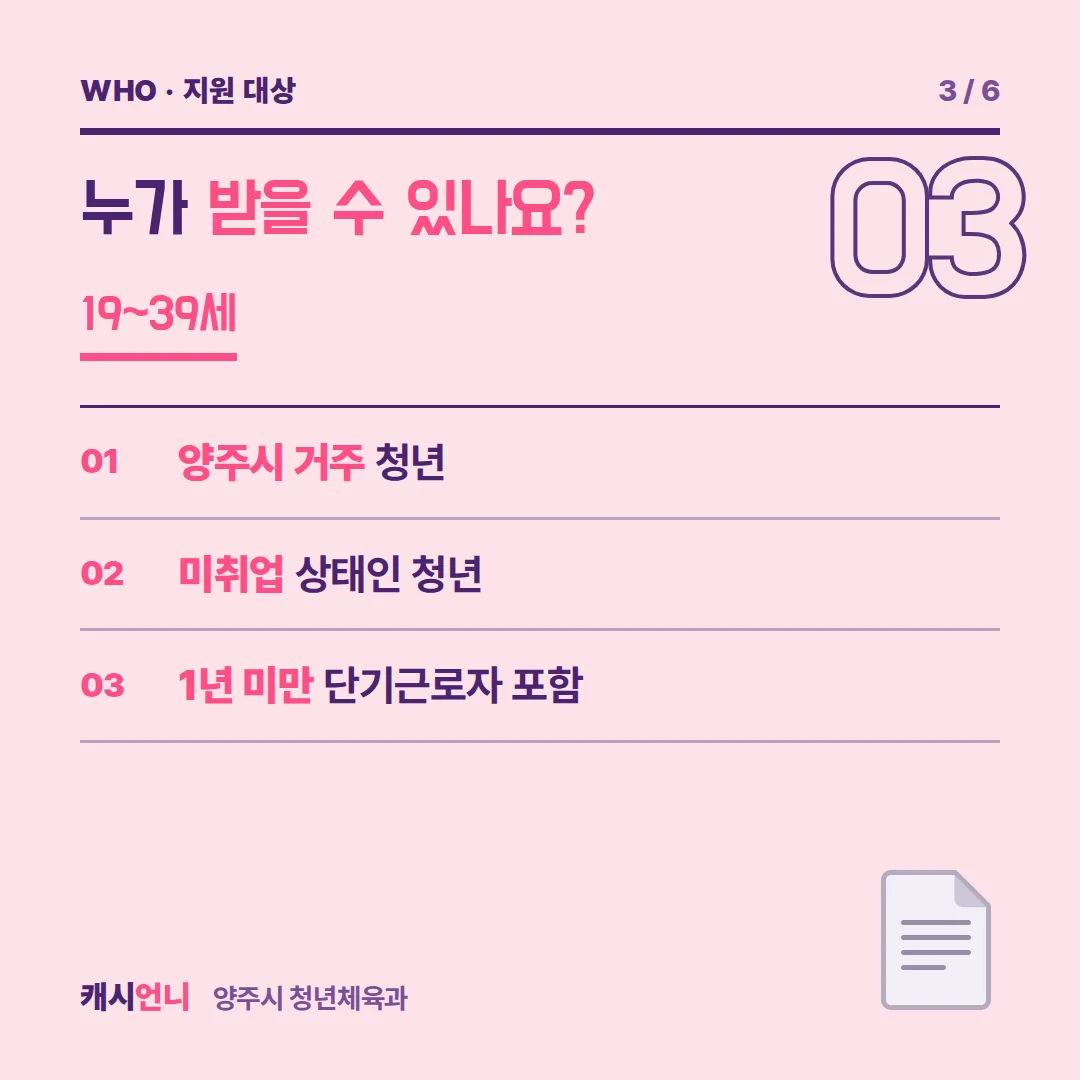 WHO · 지원 대상
3 / 6
누가 받을 수 있나요?
03
19~39세
01 양주시 거주 청년
02 미취업 상태인 청년
03 1년 미만 단기근로자 포함
캐시언니 양주시 청년체육과